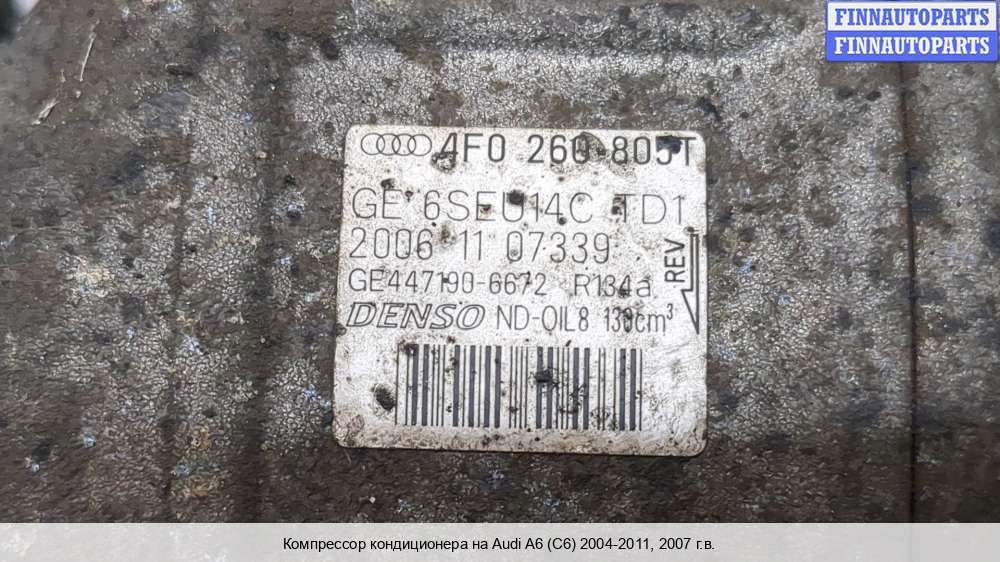 FINNAUTOPARTS
FINNAUTOPARTS
4F0 260 805T
GE 6SEU14C TD1
2006 11 07339
GE447190-6672 R134a
REV
DENSO ND-OIL8 130cm³
Компрессор кондиционера на Audi A6 (C6) 2004-2011, 2007 г.в.